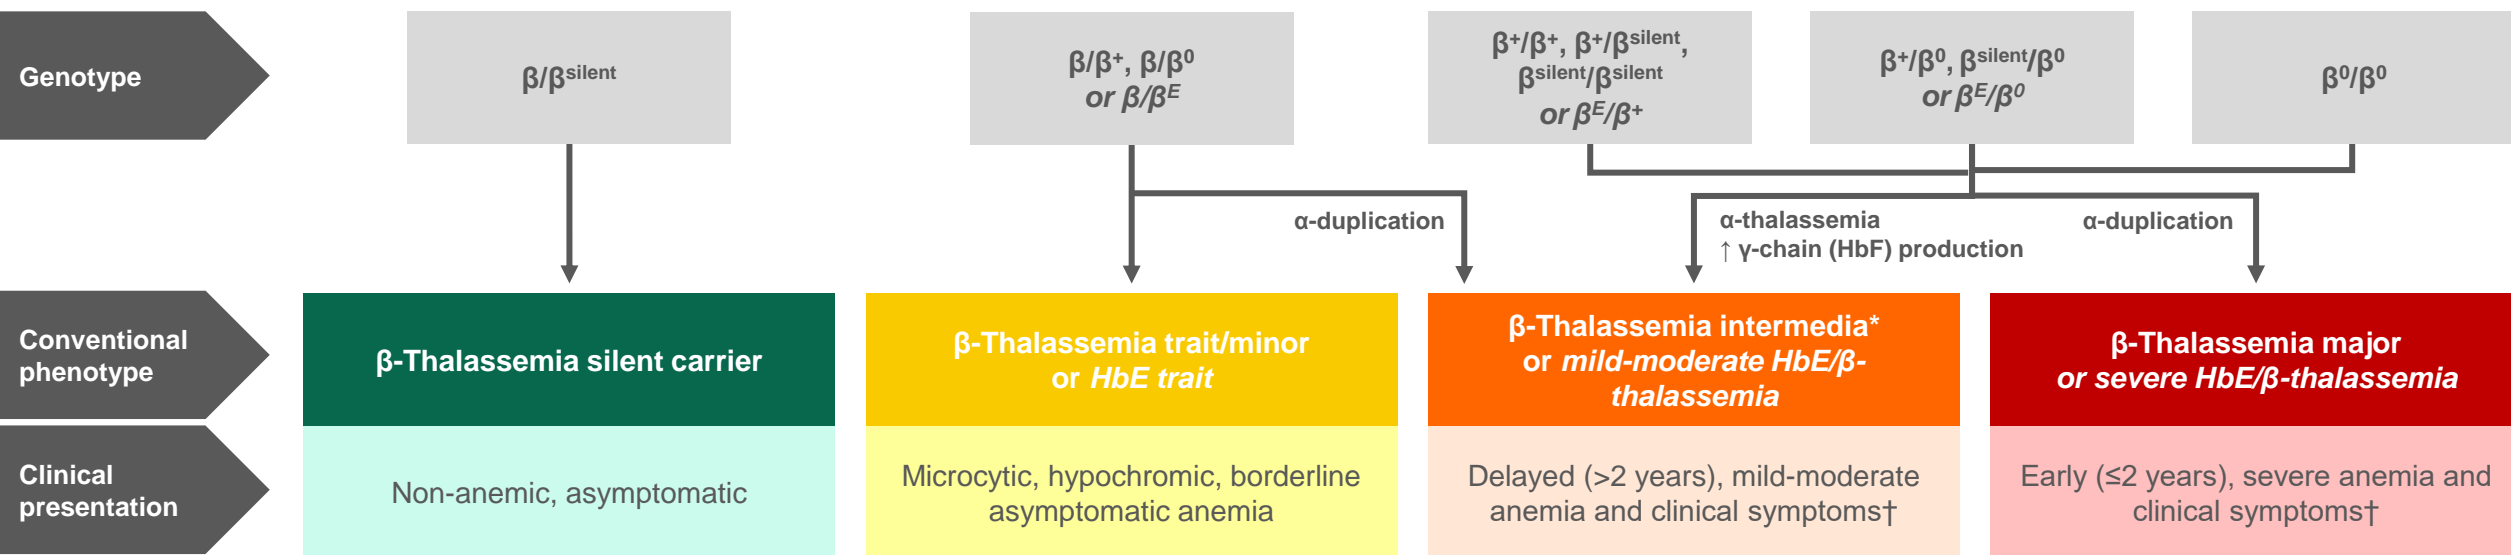 Genotype
β/βsilent
β/β⁺, β/β⁰
or β/βᴱ
β⁺/β⁺, β⁺/βsilent,
βsilent/βsilent
or βᴱ/β⁺
β⁺/β⁰, βsilent/β⁰
or βᴱ/β⁰
β⁰/β⁰
α-duplication
α-thalassemia
↑ γ-chain (HbF) production
α-duplication
Conventional
phenotype
β-Thalassemia silent carrier
β-Thalassemia trait/minor
or HbE trait
β-Thalassemia intermedia*
or mild-moderate HbE/β-
thalassemia
β-Thalassemia major
or severe HbE/β-thalassemia
Clinical
presentation
Non-anemic, asymptomatic
Microcytic, hypochromic, borderline
asymptomatic anemia
Delayed (>2 years), mild-moderate
anemia and clinical symptoms†
Early (≤2 years), severe anemia and
clinical symptoms†